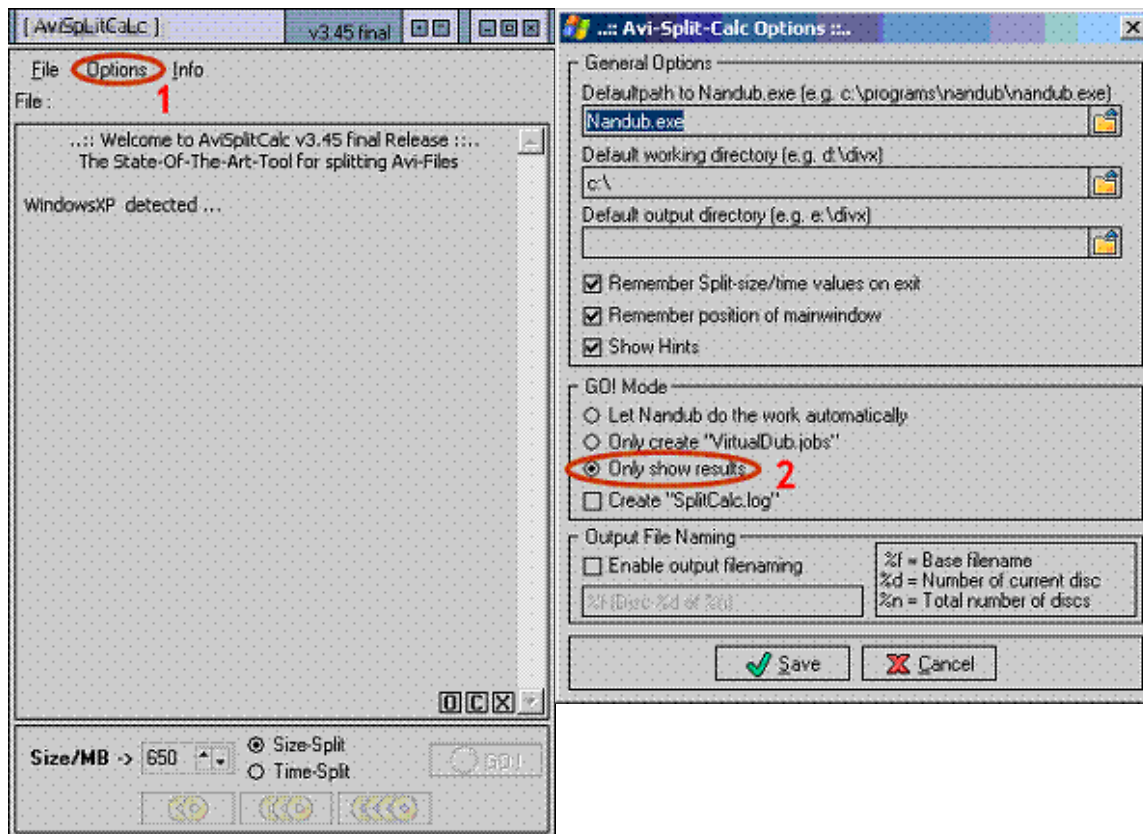 [ AviSpLitCaLc ]
v3.45 final
File Options Info
1
File :
..:: Welcome to AviSplitCalc v3.45 final Release ::..
The State-Of-The-Art-Tool for splitting Avi-Files
WindowsXP detected ...
O C X
Size/MB -> 650
Size-Split
Time-Split
GO!
..:: Avi-Split-Calc Options ::..
General Options
Defaultpath to Nandub.exe (e.g. c:\programs\nandub\nandub.exe)
Nandub.exe
Default working directory (e.g. d:\divx)
c:\
Default output directory (e.g. e:\divx)
Remember Split-size/time values on exit
Remember position of mainwindow
Show Hints
GO! Mode
Let Nandub do the work automatically
Only create "VirtualDub.jobs"
Only show results
2
Create "SplitCalc.log"
Output File Naming
Enable output filenaming
%f = Base filename
%d = Number of current disc
%n = Total number of discs
Save
Cancel